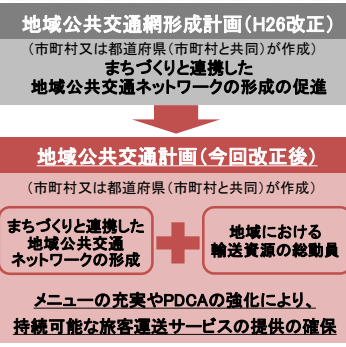 地域公共交通網形成計画（H26改正）
（市町村又は都道府県（市町村と共同）が作成）
まちづくりと連携した
地域公共交通ネットワークの形成の促進
地域公共交通計画（今回改正後）
（市町村又は都道府県（市町村と共同）が作成）
まちづくりと連携した
地域公共交通
ネットワークの形成
地域における
輸送資源の総動員
メニューの充実やPDCAの強化により、
持続可能な旅客運送サービスの提供の確保